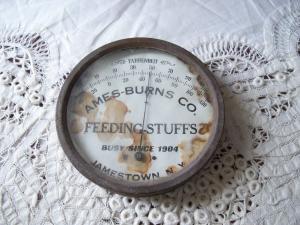 FAHRENHEIT
AMES-BURNS CO.
FEEDING-STUFFS
BUSY SINCE 1904
JAMESTOWN, N.Y.